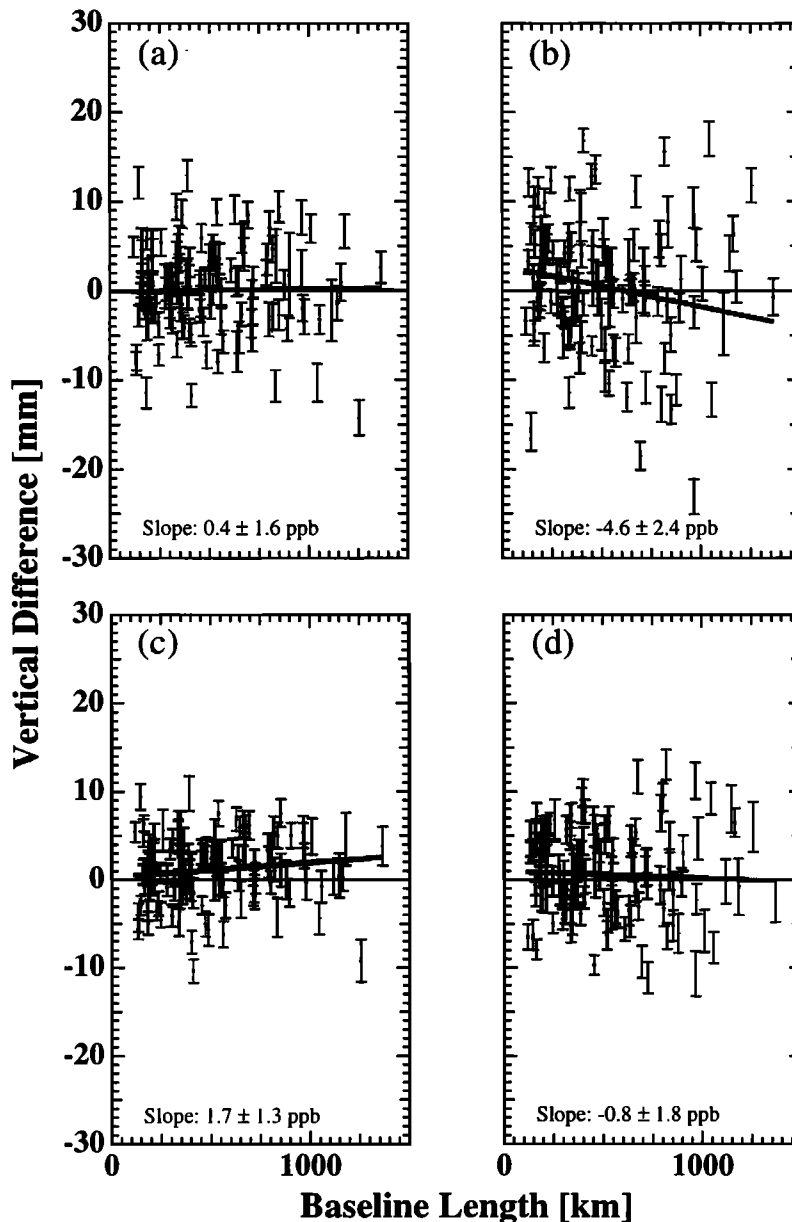 30
20
10
0
-10
-20
-30
(a)
(b)
Slope: 0.4 ± 1.6 ppb
Slope: -4.6 ± 2.4 ppb
Vertical Difference [mm]
30
20
10
0
-10
-20
-30
(c)
(d)
Slope: 1.7 ± 1.3 ppb
Slope: -0.8 ± 1.8 ppb
0
1000
0
1000
Baseline Length [km]